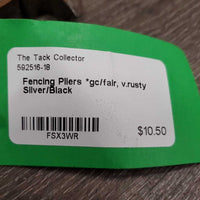 The Tack Collector
592516-18
Fencing Pliers *gc/fair, v.rusty
Silver/Black
FSX3WR
$10.50